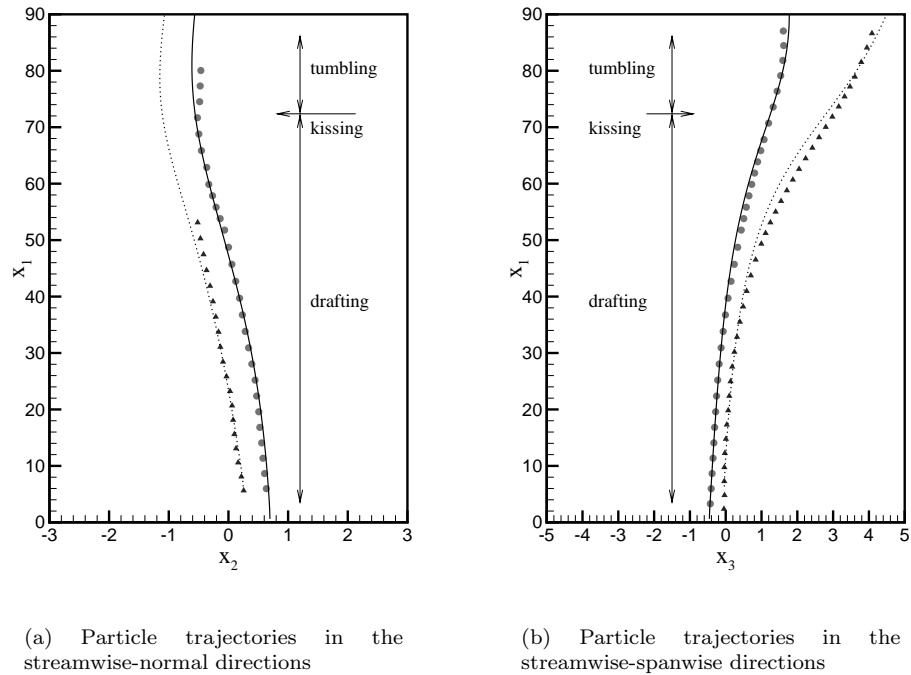 90
80
70
60
50
40
30
20
10
0
x1
-3
-2
-1
0
1
2
3
x2
tumbling
kissing
drafting
90
80
70
60
50
40
30
20
10
0
x1
-5
-4
-3
-2
-1
0
1
2
3
4
5
x3
tumbling
kissing
drafting
(a) Particle trajectories in the
streamwise-normal directions
(b) Particle trajectories in the
streamwise-spanwise directions